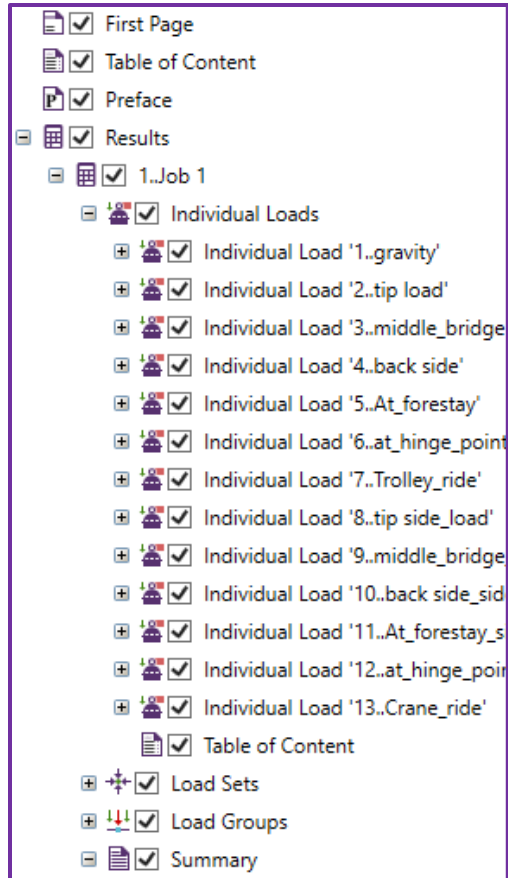 First Page
Table of Content
P Preface
Results
1..Job 1
Individual Loads
Individual Load '1..gravity'
Individual Load '2..tip load'
Individual Load '3..middle_bridge
Individual Load '4..back side'
Individual Load '5..At_forestay'
Individual Load '6..at_hinge_point
Individual Load '7..Trolley_ride'
Individual Load '8..tip side_load'
Individual Load '9..middle_bridge_
Individual Load '10..back side_sid
Individual Load '11..At_forestay_s
Individual Load '12..at_hinge_poin
Individual Load '13..Crane_ride'
Table of Content
Load Sets
Load Groups
Summary